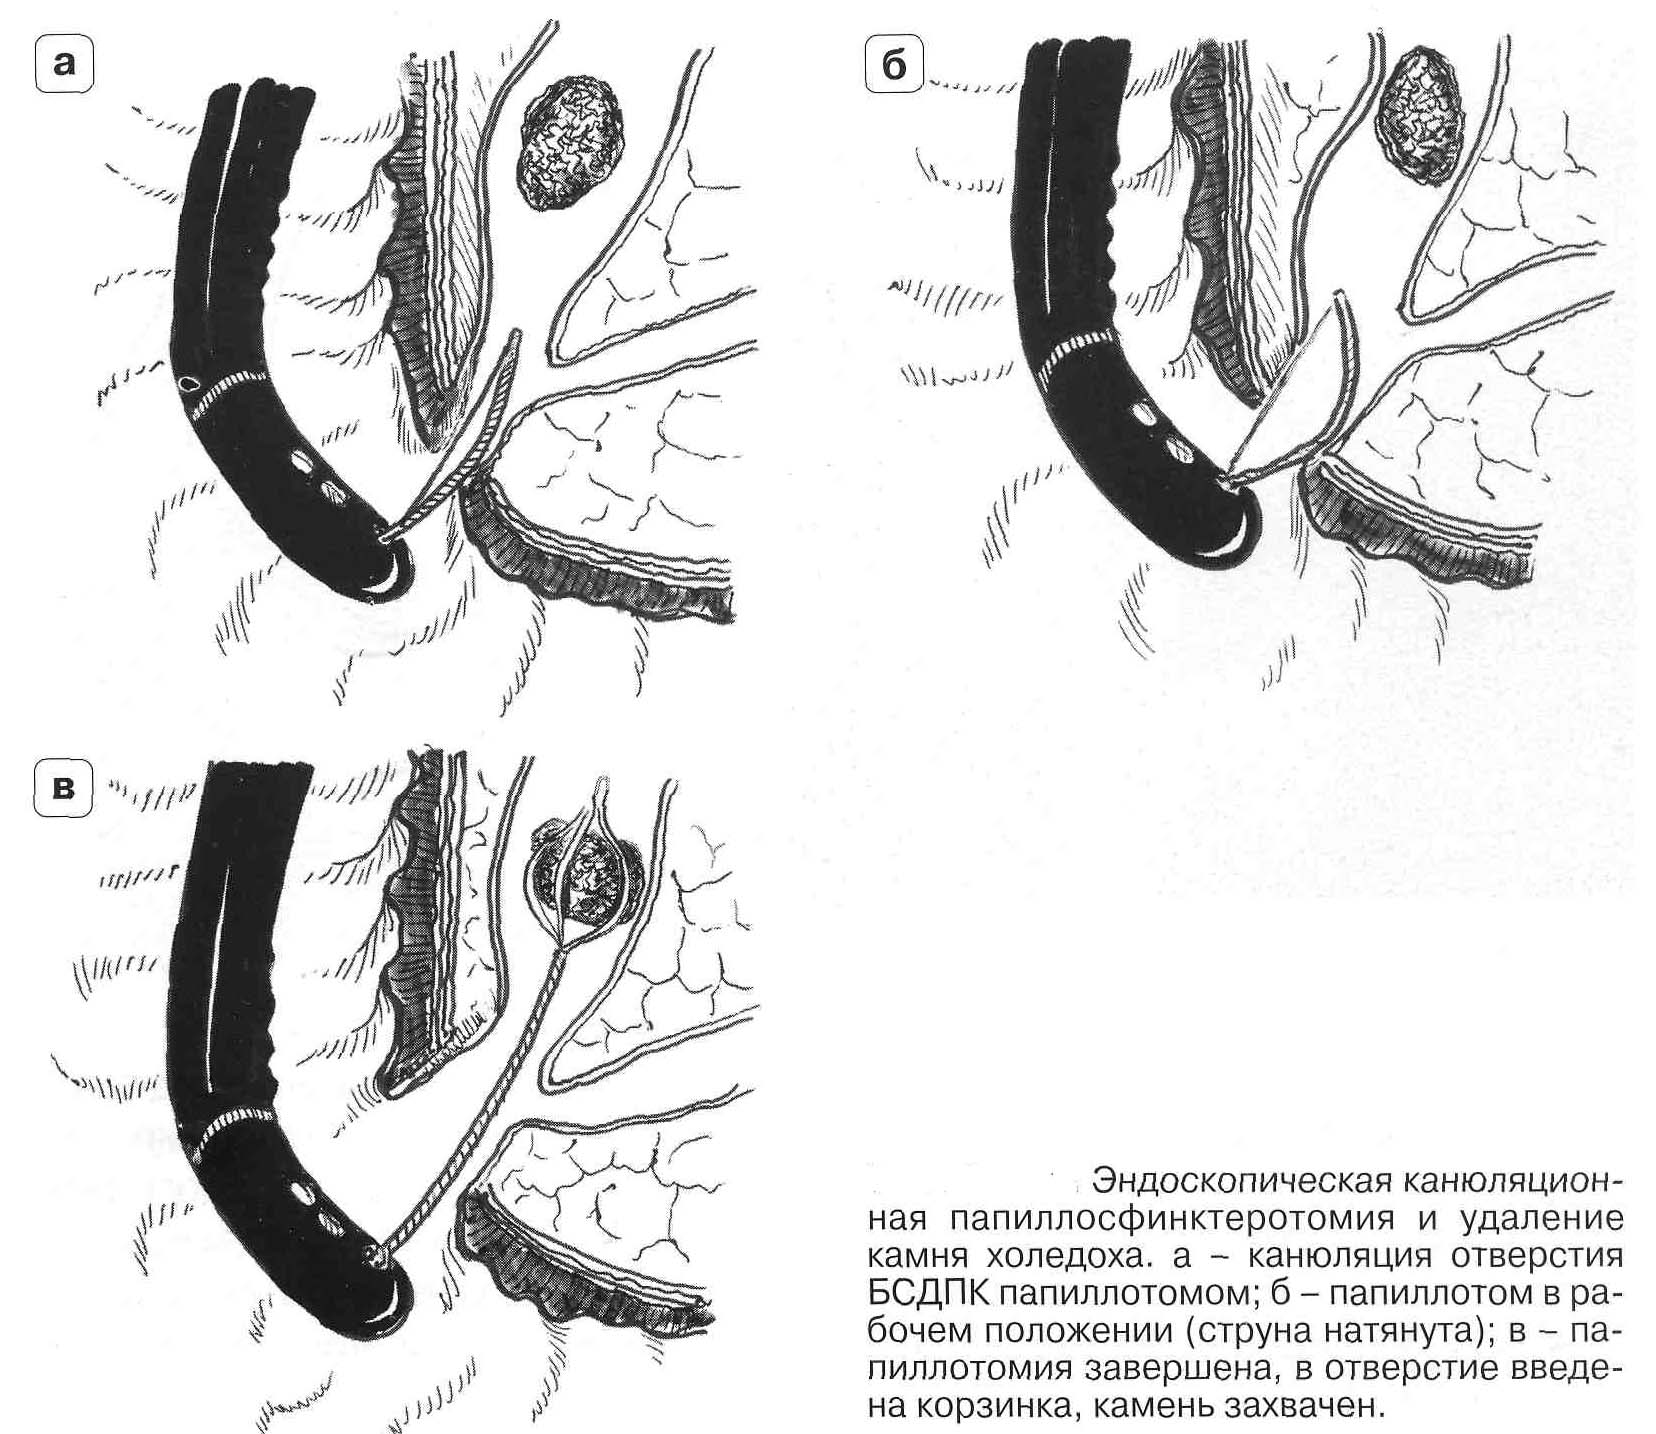 а
б
в
Эндоскопическая канюляцион-
ная папиллосфинктеротомия и удаление
камня холедоха. а – канюляция отверстия
БСДПК папиллотомом; б – папиллотом в ра-
бочем положении (струна натянута); в – па-
пиллотомия завершена, в отверстие введе-
на корзинка, камень захвачен.